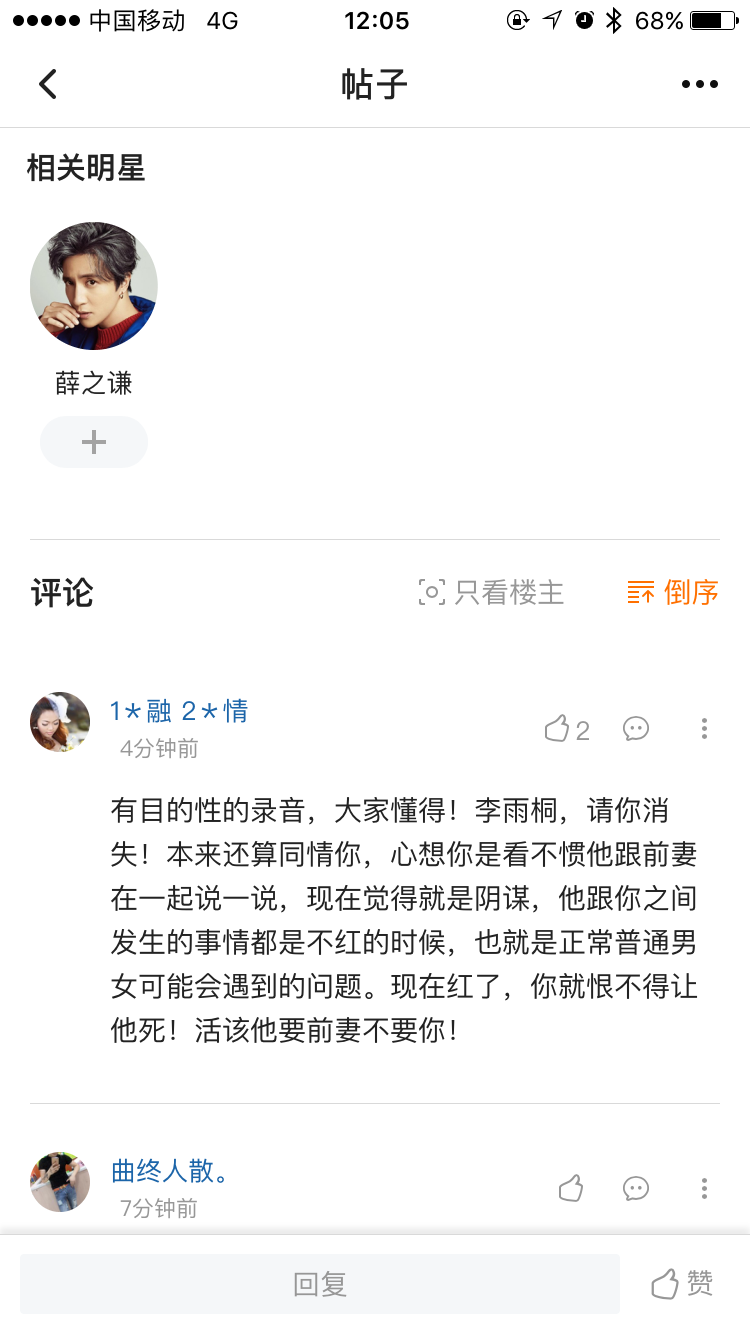 中国移动 4G 12:05 68%
帖子
相关明星
薛之谦
评论 只看楼主 倒序
1*融 2*情
2
4分钟前
有目的性的录音，大家懂得！李雨桐，请你消
失！本来还算同情你，心想你是看不惯他跟前妻
在一起说一说，现在觉得就是阴谋，他跟你之间
发生的事情都是不红的时候，也就是正常普通男
女可能会遇到的问题。现在红了，你就恨不得让
他死！活该他要前妻不要你！
曲终人散。
7分钟前
回复 赞